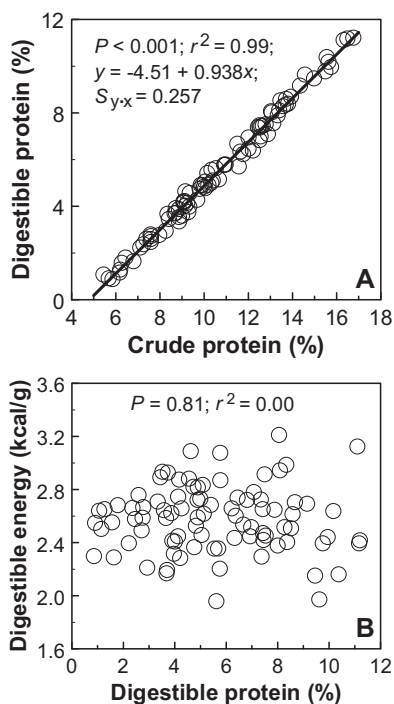 12
8
4
0
Digestible protein (%)
P < 0.001; r² = 0.99;
y = -4.51 + 0.938x;
Sy·x = 0.257
A
4 6 8 10 12 14 16 18
Crude protein (%)
3.6
3.2
2.8
2.4
2.0
1.6
Digestible energy (kcal/g)
P = 0.81; r² = 0.00
B
0 2 4 6 8 10 12
Digestible protein (%)